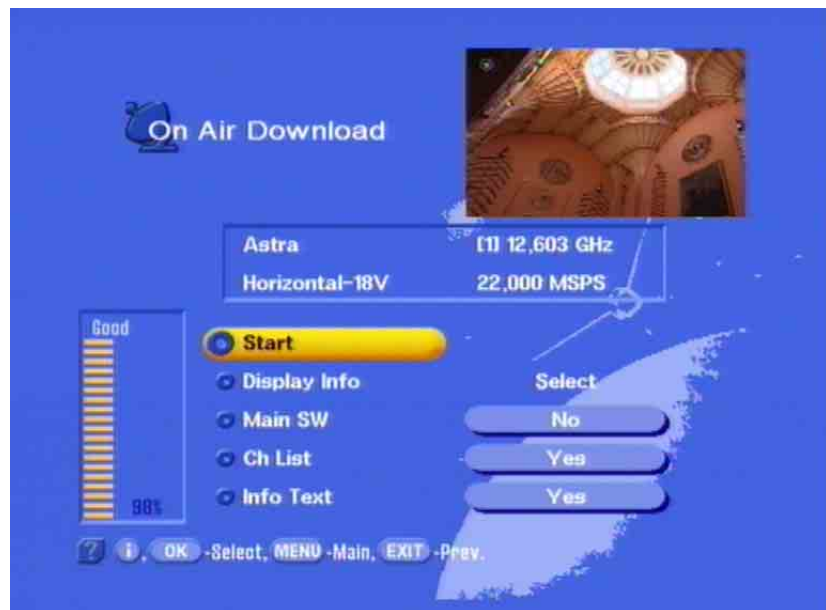 On Air Download
Astra [1] 12,603 GHz
Horizontal-18V 22,000 MSPS
Good
98%
Start
Display Info Select
Main SW No
Ch List Yes
Info Text Yes
? i, OK -Select, MENU -Main, EXIT -Prev.